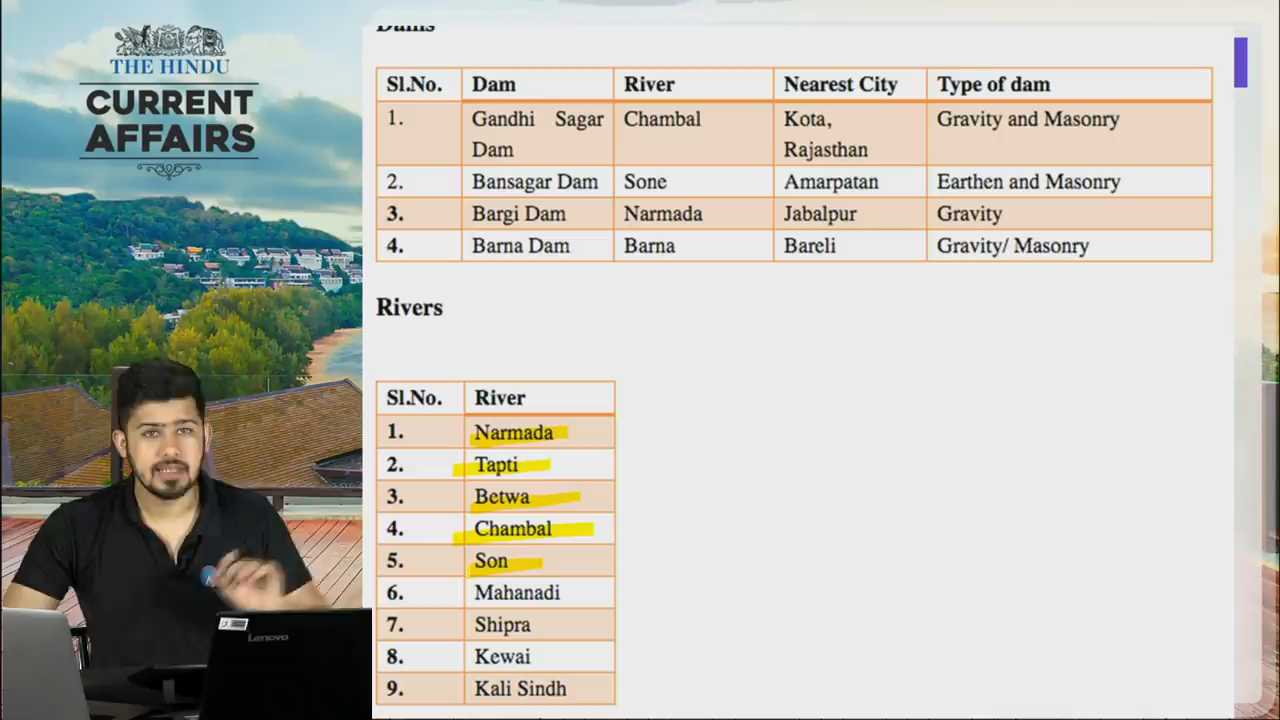 THE HINDU
CURRENT
AFFAIRS
Dams
Sl.No. Dam River Nearest City Type of dam
1. Gandhi Sagar Dam Chambal Kota, Rajasthan Gravity and Masonry
2. Bansagar Dam Sone Amarpatan Earthen and Masonry
3. Bargi Dam Narmada Jabalpur Gravity
4. Barna Dam Barna Bareli Gravity/ Masonry
Rivers
Sl.No. River
1. Narmada
2. Tapti
3. Betwa
4. Chambal
5. Son
6. Mahanadi
7. Shipra
8. Kewai
9. Kali Sindh
Lenovo